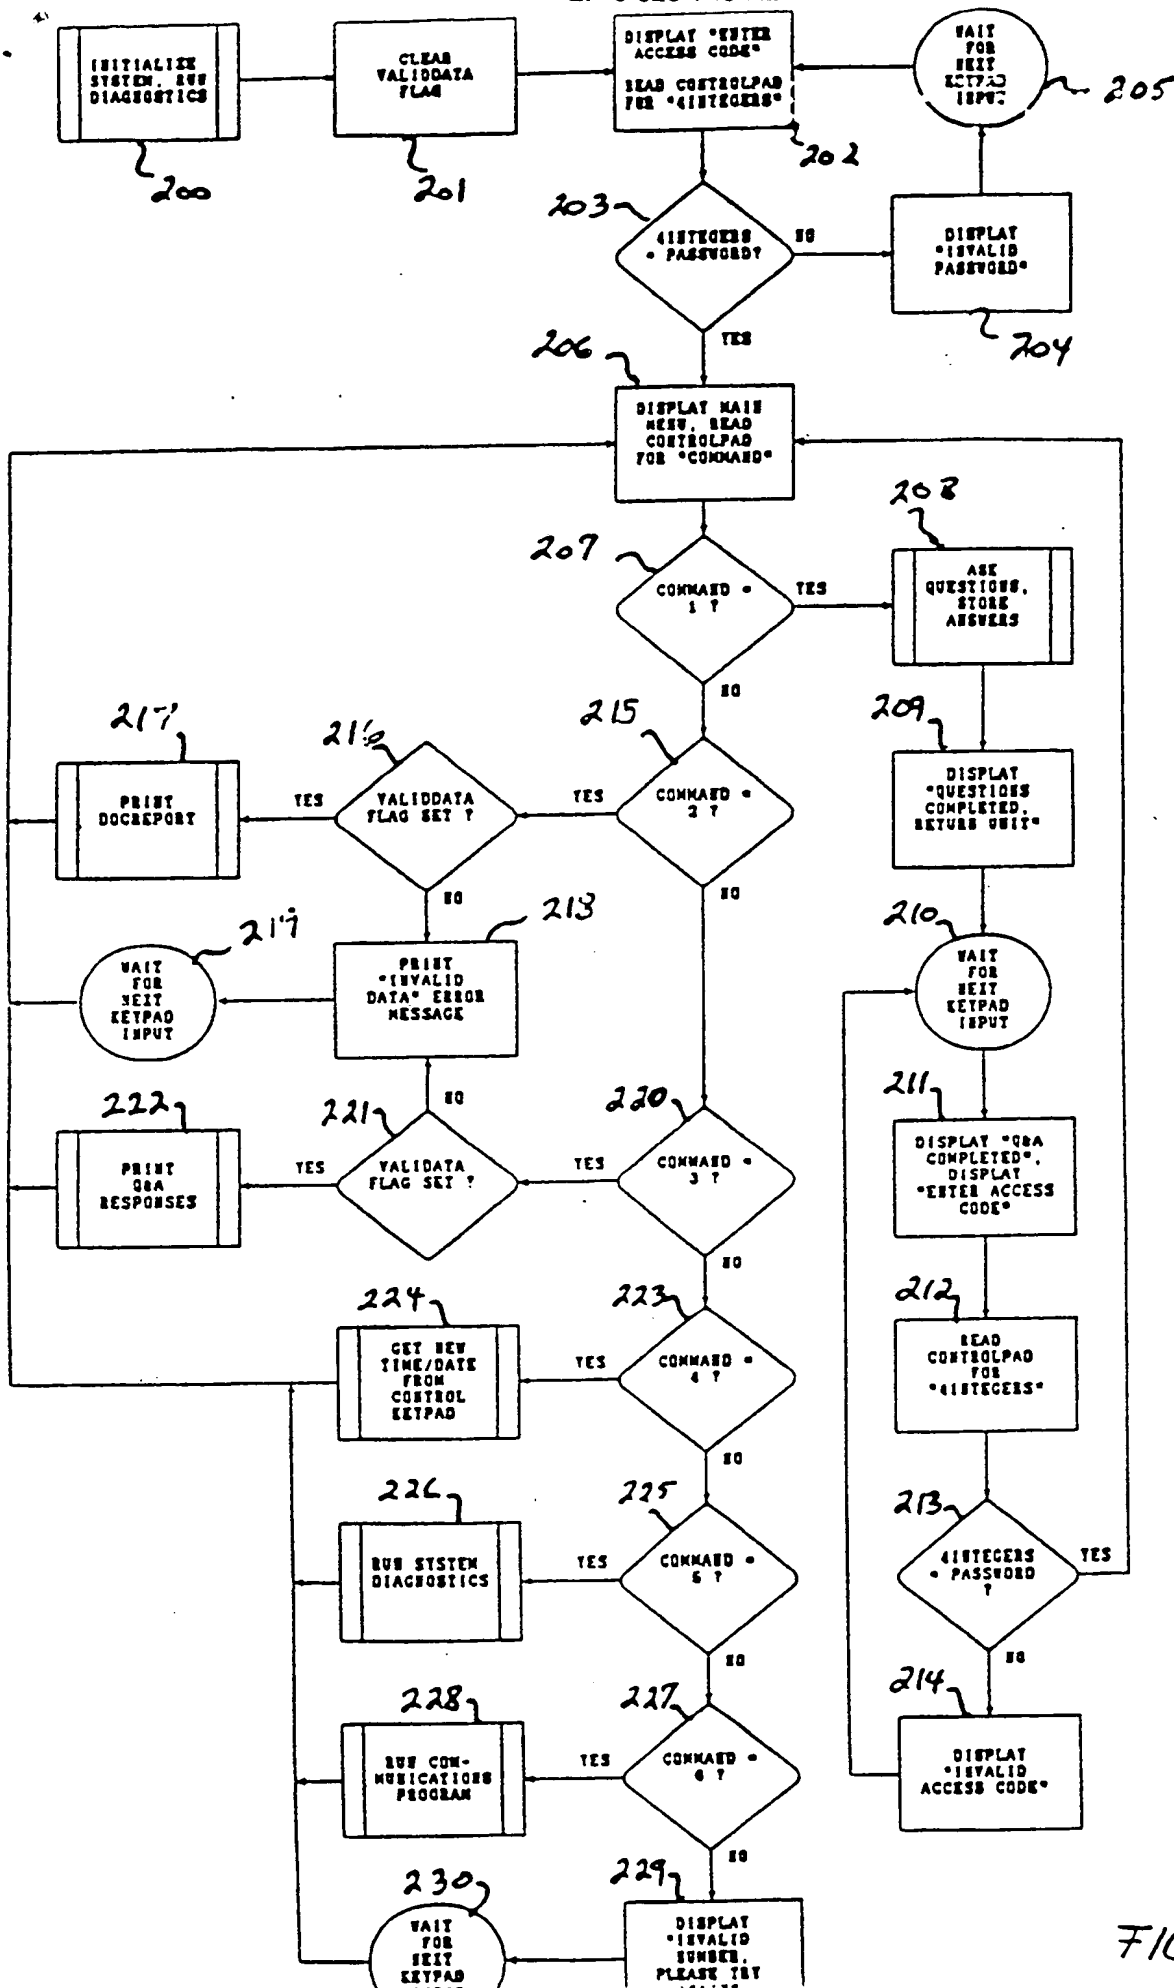 INITIALIZE
SYSTEM, RUN
DIAGNOSTICS
200
CLEAR
VALIDDATA
FLAG
201
DISPLAY "ENTER
ACCESS CODE"
READ CONTROLPAD
FOR "4INTEGERS"
202
WAIT
FOR
NEXT
KEYPAD
INPUT
205
203
4INTEGERS
= PASSWORD?
NO
YES
DISPLAY
"INVALID
PASSWORD"
204
206
DISPLAY MAIN
MENU, READ
CONTROLPAD
FOR "COMMAND"
207
COMMAND =
1 ?
YES
NO
208
ASK
QUESTIONS,
STORE
ANSWERS
209
DISPLAY
"QUESTIONS
COMPLETED,
RETURN UNIT"
210
WAIT
FOR
NEXT
KEYPAD
INPUT
211
DISPLAY "Q&A
COMPLETED",
DISPLAY
"ENTER ACCESS
CODE"
212
READ
CONTROLPAD
FOR
"4INTEGERS"
213
4INTEGERS
= PASSWORD
?
YES
NO
214
DISPLAY
"INVALID
ACCESS CODE"
215
COMMAND =
2 ?
YES
NO
216
VALIDDATA
FLAG SET ?
YES
NO
217
PRINT
DOCREPORT
218
PRINT
"INVALID
DATA" ERROR
MESSAGE
219
WAIT
FOR
NEXT
KEYPAD
INPUT
220
COMMAND =
3 ?
YES
NO
221
VALIDATA
FLAG SET ?
YES
NO
222
PRINT
Q&A
RESPONSES
223
COMMAND =
4 ?
YES
NO
224
GET NEW
TIME/DATE
FROM
CONTROL
KEYPAD
225
COMMAND =
5 ?
YES
NO
226
RUN SYSTEM
DIAGNOSTICS
227
COMMAND =
6 ?
YES
NO
228
RUN COM-
MUNICATIONS
PROGRAM
229
DISPLAY
"INVALID
NUMBER,
PLEASE TRY
230
WAIT
FOR
NEXT
KEYPAD